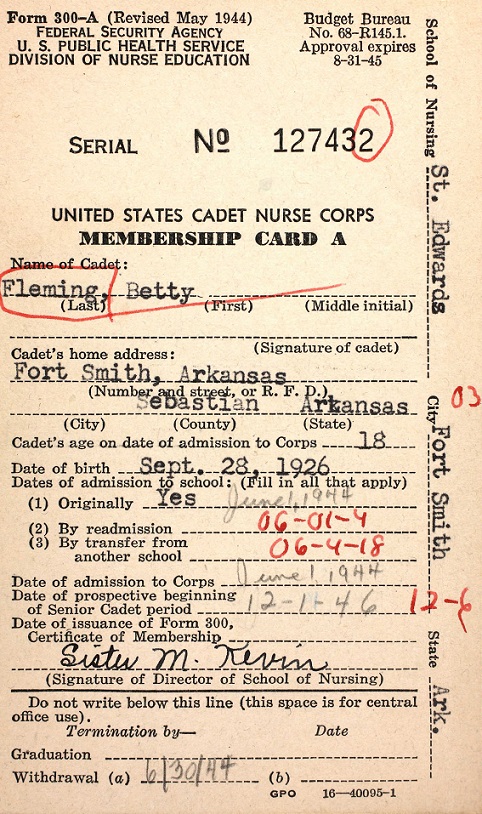 Form 300-A (Revised May 1944)
FEDERAL SECURITY AGENCY
U. S. PUBLIC HEALTH SERVICE
DIVISION OF NURSE EDUCATION
Budget Bureau
No. 68-R145.1.
Approval expires
8-31-45
SERIAL Nº 127432
UNITED STATES CADET NURSE CORPS
MEMBERSHIP CARD A
Name of Cadet:
Fleming, Betty
(Last) (First) (Middle initial)
(Signature of cadet)
Cadet's home address:
Fort Smith, Arkansas
(Number and street, or R. F. D.)
Sebastian Arkansas
(City) (County) (State)
Cadet's age on date of admission to Corps 18
Date of birth Sept. 28, 1926
Dates of admission to school: (Fill in all that apply)
(1) Originally Yes June 1, 1944
(2) By readmission 06-01-4
(3) By transfer from
another school 06-4-18
Date of admission to Corps June 1, 1944
Date of prospective beginning
of Senior Cadet period 12-1-46 12-6
Date of issuance of Form 300,
Certificate of Membership
Sister M. Kevin
(Signature of Director of School of Nursing)
Do not write below this line (this space is for central
office use).
Termination by— Date
Graduation
Withdrawal (a) 6/30/44 (b)
GPO 16—40095-1
School of Nursing St. Edwards City Fort Smith State Ark.
03